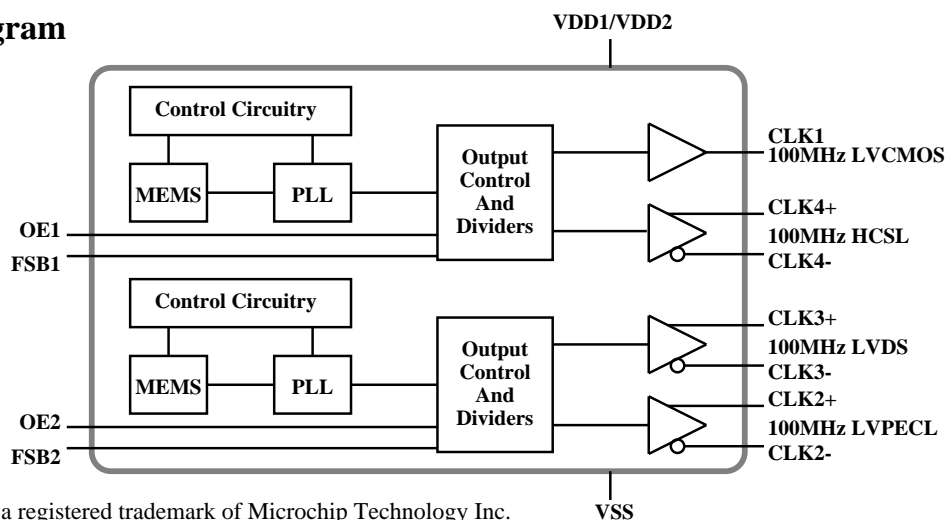 gram
VDD1/VDD2
Control Circuitry
MEMS
PLL
Output
Control
And
Dividers
CLK1
100MHz LVCMOS
CLK4+
100MHz HCSL
CLK4-
OE1
FSB1
Control Circuitry
MEMS
PLL
Output
Control
And
Dividers
CLK3+
100MHz LVDS
CLK3-
CLK2+
100MHz LVPECL
CLK2-
OE2
FSB2
a registered trademark of Microchip Technology Inc.
VSS